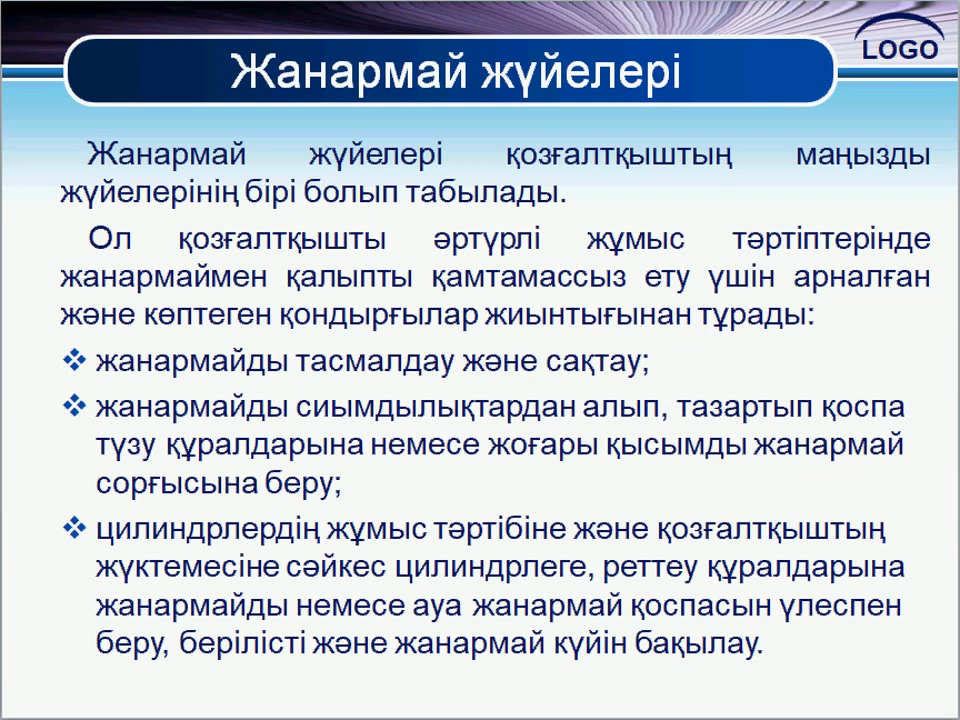 LOGO
Жанармай жүйелері
Жанармай жүйелері қозғалтқыштың маңызды
жүйелерінің бірі болып табылады.
Ол қозғалтқышты әртүрлі жұмыс тәртіптерінде
жанармаймен қалыпты қамтамассыз ету үшін арналған
және көптеген қондырғылар жиынтығынан тұрады:
❖ жанармайды тасмалдау және сақтау;
❖ жанармайды сиымдылықтардан алып, тазартып қоспа
түзу құралдарына немесе жоғары қысымды жанармай
сорғысына беру;
❖ цилиндрлердің жұмыс тәртібіне және қозғалтқыштың
жүктемесіне сәйкес цилиндрлеге, реттеу құралдарына
жанармайды немесе ауа жанармай қоспасын үлеспен
беру, берілісті және жанармай күйін бақылау.